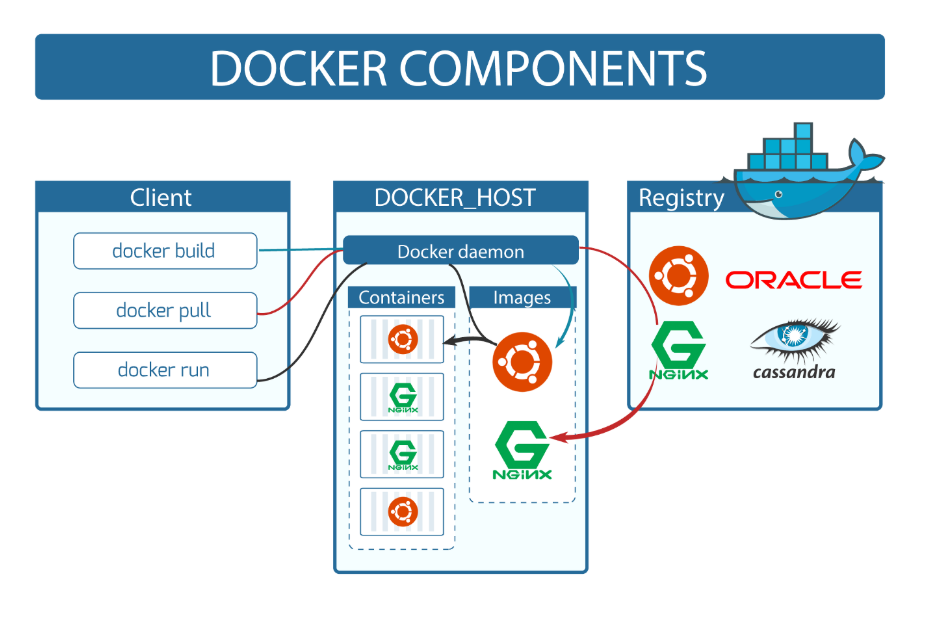 DOCKER COMPONENTS
Client
docker build
docker pull
docker run
DOCKER_HOST
Docker daemon
Containers
NGiNX
NGiNX
Images
NGiNX
Registry
ORACLE
NGiNX
cassandra